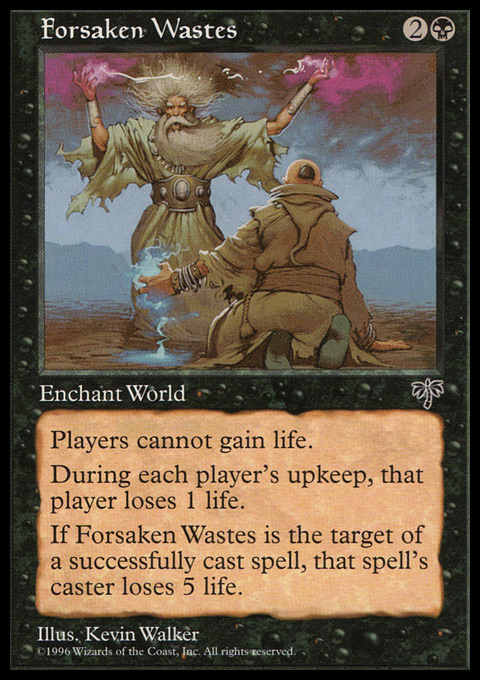 Forsaken Wastes 2
Enchant World
Players cannot gain life.
During each player's upkeep, that
player loses 1 life.
If Forsaken Wastes is the target of
a successfully cast spell, that spell's
caster loses 5 life.
Illus. Kevin Walker
©1996 Wizards of the Coast, Inc. All rights reserved.